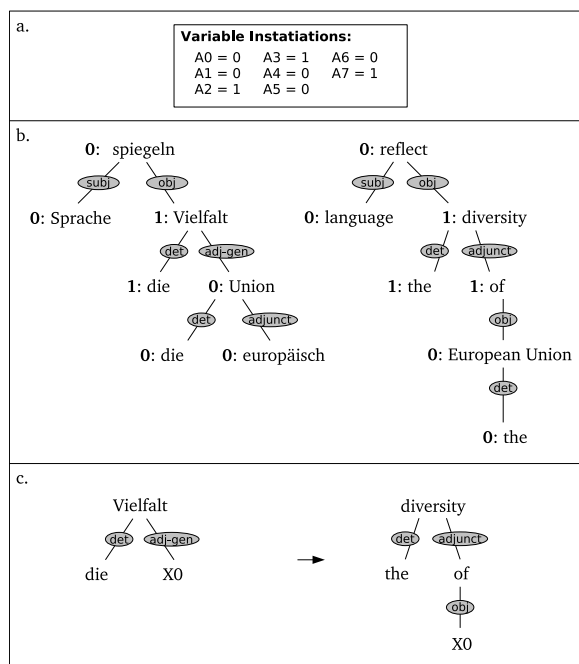 a.
Variable Instatiations:
A0 = 0 A3 = 1 A6 = 0
A1 = 0 A4 = 0 A7 = 1
A2 = 1 A5 = 0
b.
0: spiegeln 0: reflect
subj obj subj obj
0: Sprache 1: Vielfalt 0: language 1: diversity
det adj-gen det adjunct
1: die 0: Union 1: the 1: of
det adjunct obj
0: die 0: europäisch 0: European Union
det
0: the
c.
Vielfalt diversity
det adj-gen det adjunct
die X0 the of
obj
X0